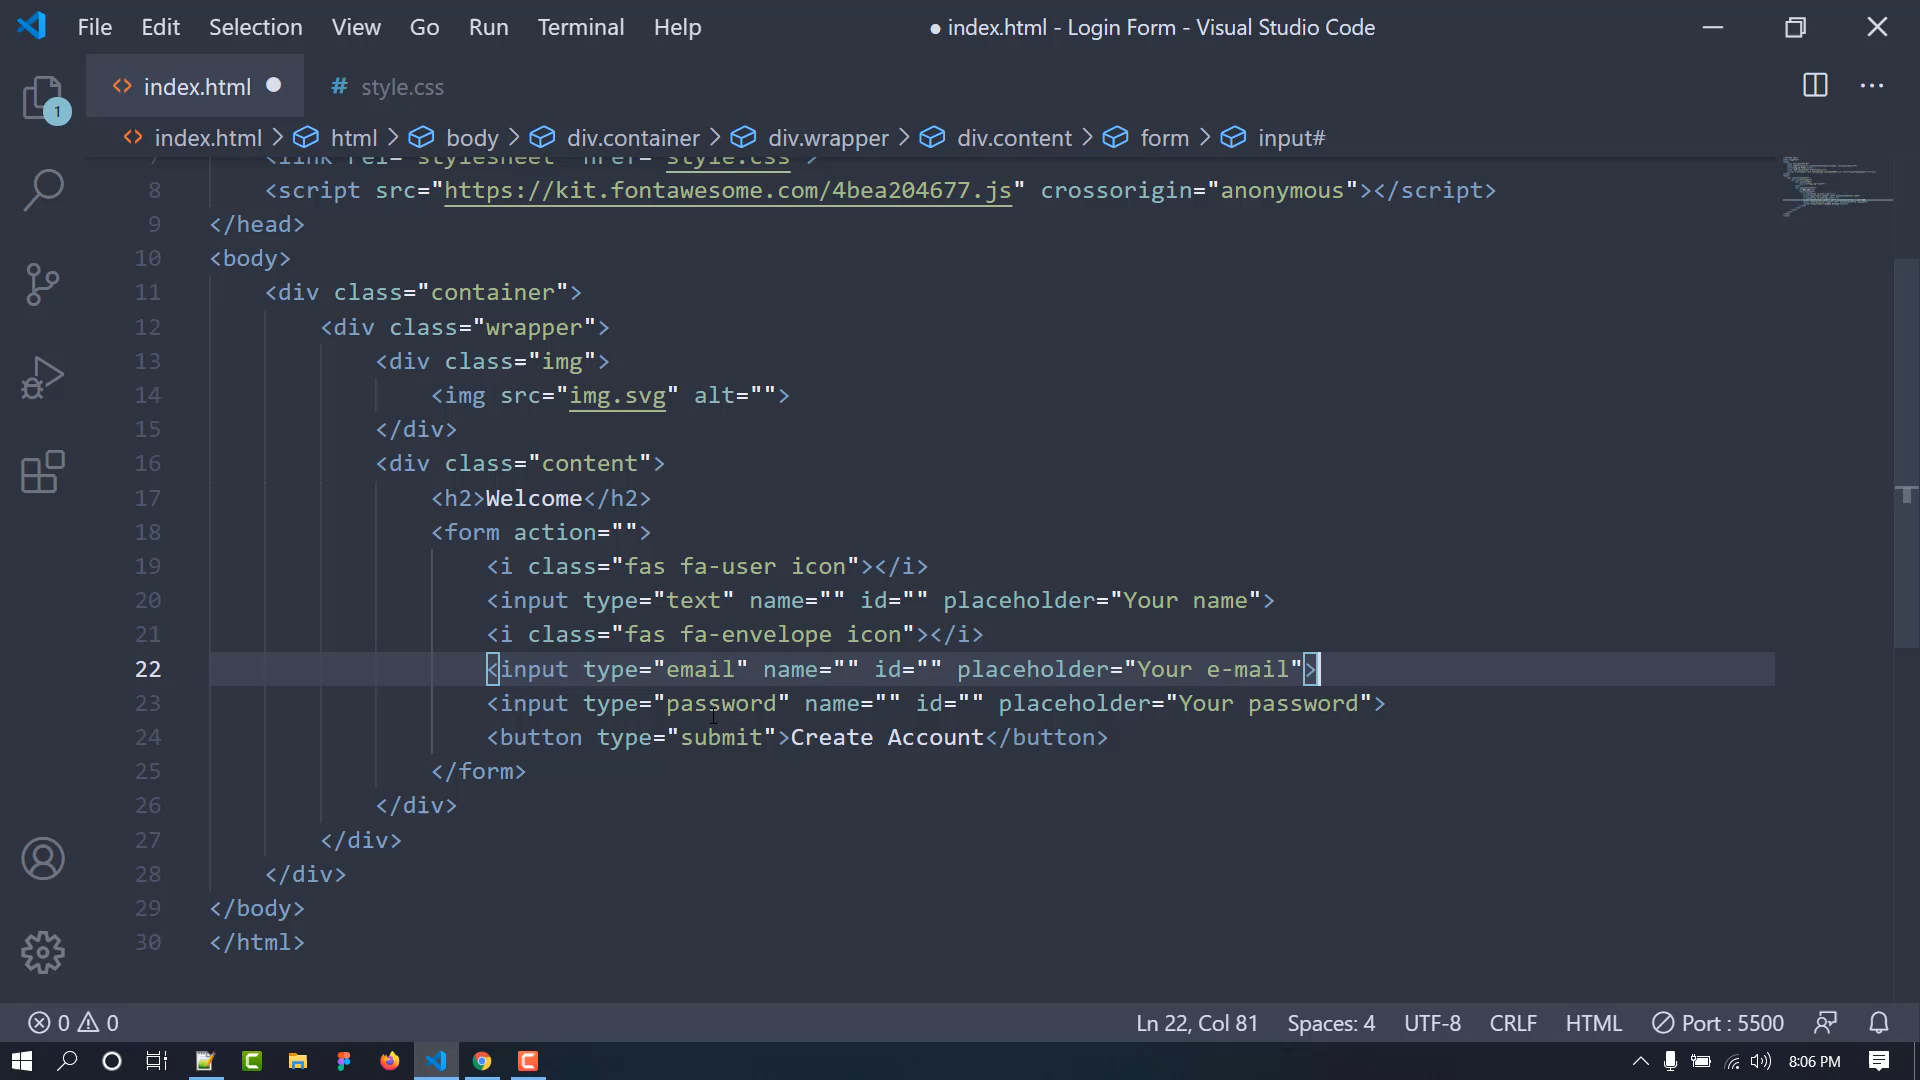 File Edit Selection View Go Run Terminal Help
● index.html - Login Form - Visual Studio Code
index.html
# style.css
1
index.html > html > body > div.container > div.wrapper > div.content > form > input#
7 <link rel="stylesheet" href="style.css">
8 <script src="https://kit.fontawesome.com/4bea204677.js" crossorigin="anonymous"></script>
9 </head>
10 <body>
11 <div class="container">
12 <div class="wrapper">
13 <div class="img">
14 <img src="img.svg" alt="">
15 </div>
16 <div class="content">
17 <h2>Welcome</h2>
18 <form action="">
19 <i class="fas fa-user icon"></i>
20 <input type="text" name="" id="" placeholder="Your name">
21 <i class="fas fa-envelope icon"></i>
22 <input type="email" name="" id="" placeholder="Your e-mail">
23 <input type="password" name="" id="" placeholder="Your password">
24 <button type="submit">Create Account</button>
25 </form>
26 </div>
27 </div>
28 </div>
29 </body>
30 </html>
0 0
Ln 22, Col 81 Spaces: 4 UTF-8 CRLF HTML Port : 5500
8:06 PM